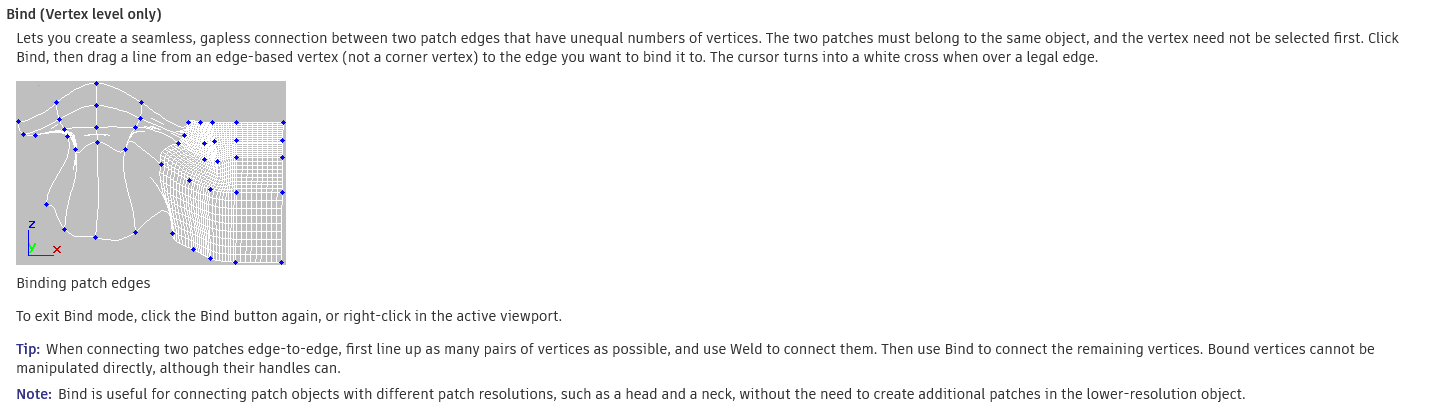 Bind (Vertex level only)
Lets you create a seamless, gapless connection between two patch edges that have unequal numbers of vertices. The two patches must belong to the same object, and the vertex need not be selected first. Click
Bind, then drag a line from an edge-based vertex (not a corner vertex) to the edge you want to bind it to. The cursor turns into a white cross when over a legal edge.
z
y x
Binding patch edges
To exit Bind mode, click the Bind button again, or right-click in the active viewport.
Tip: When connecting two patches edge-to-edge, first line up as many pairs of vertices as possible, and use Weld to connect them. Then use Bind to connect the remaining vertices. Bound vertices cannot be
manipulated directly, although their handles can.
Note: Bind is useful for connecting patch objects with different patch resolutions, such as a head and a neck, without the need to create additional patches in the lower-resolution object.